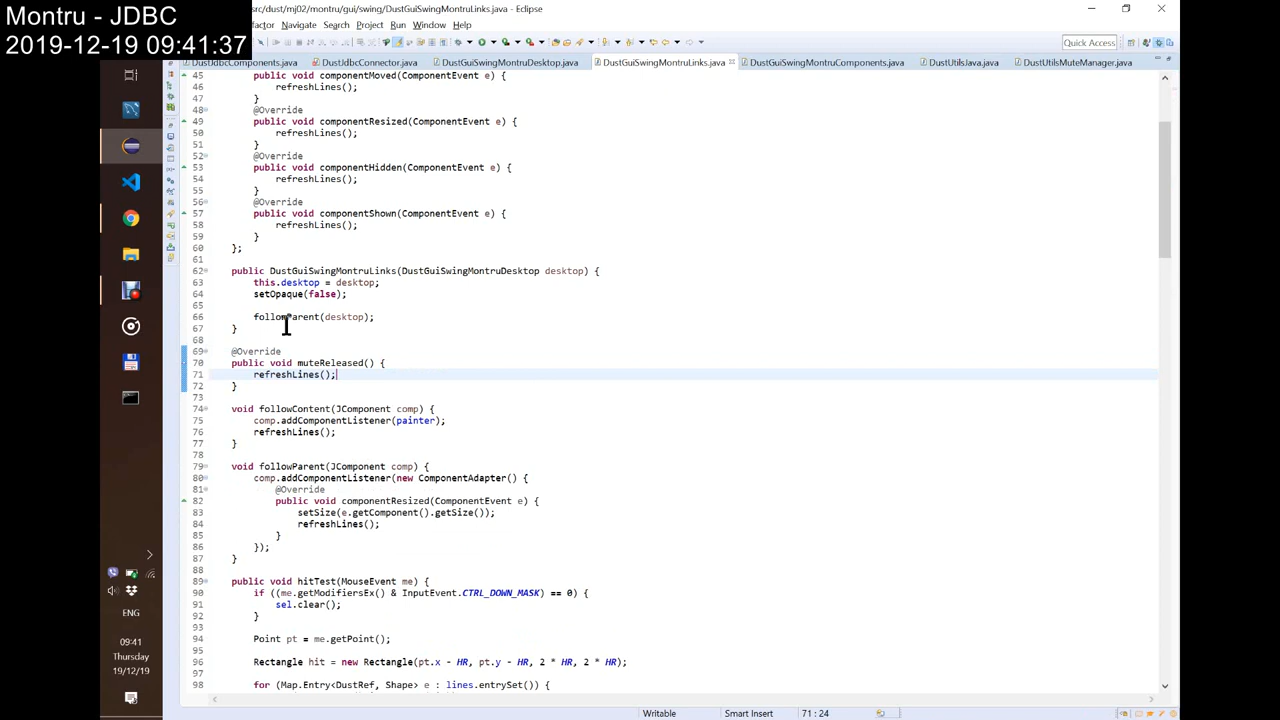 Montru - JDBC
2019-12-19 09:41:37
src/dust/mj02/montru/gui/swing/DustGuiSwingMontruLinks.java - Eclipse
efactor Navigate Search Project Run Window Help
Quick Access
DustJdbcComponents.java DustJdbcConnector.java DustGuiSwingMontruDesktop.java DustGuiSwingMontruLinks.java DustGuiSwingMontruComponents.java DustUtilsJava.java DustUtilsMuteManager.java
45 public void componentMoved(ComponentEvent e) {
46 refreshLines();
47 }
48 @Override
49 public void componentResized(ComponentEvent e) {
50 refreshLines();
51 }
52 @Override
53 public void componentHidden(ComponentEvent e) {
54 refreshLines();
55 }
56 @Override
57 public void componentShown(ComponentEvent e) {
58 refreshLines();
59 }
60 };
61
62 public DustGuiSwingMontruLinks(DustGuiSwingMontruDesktop desktop) {
63 this.desktop = desktop;
64 setOpaque(false);
65
66 followParent(desktop);
67 }
68
69 @Override
70 public void muteReleased() {
71 refreshLines();
72 }
73
74 void followContent(JComponent comp) {
75 comp.addComponentListener(painter);
76 refreshLines();
77 }
78
79 void followParent(JComponent comp) {
80 comp.addComponentListener(new ComponentAdapter() {
81 @Override
82 public void componentResized(ComponentEvent e) {
83 setSize(e.getComponent().getSize());
84 refreshLines();
85 }
86 });
87 }
88
89 public void hitTest(MouseEvent me) {
90 if ((me.getModifiersEx() & InputEvent.CTRL_DOWN_MASK) == 0) {
91 sel.clear();
92 }
93
94 Point pt = me.getPoint();
95
96 Rectangle hit = new Rectangle(pt.x - HR, pt.y - HR, 2 * HR, 2 * HR);
97
98 for (Map.Entry<DustRef, Shape> e : lines.entrySet()) {
ENG
09:41
Thursday
19/12/19
Writable Smart Insert 71 : 24